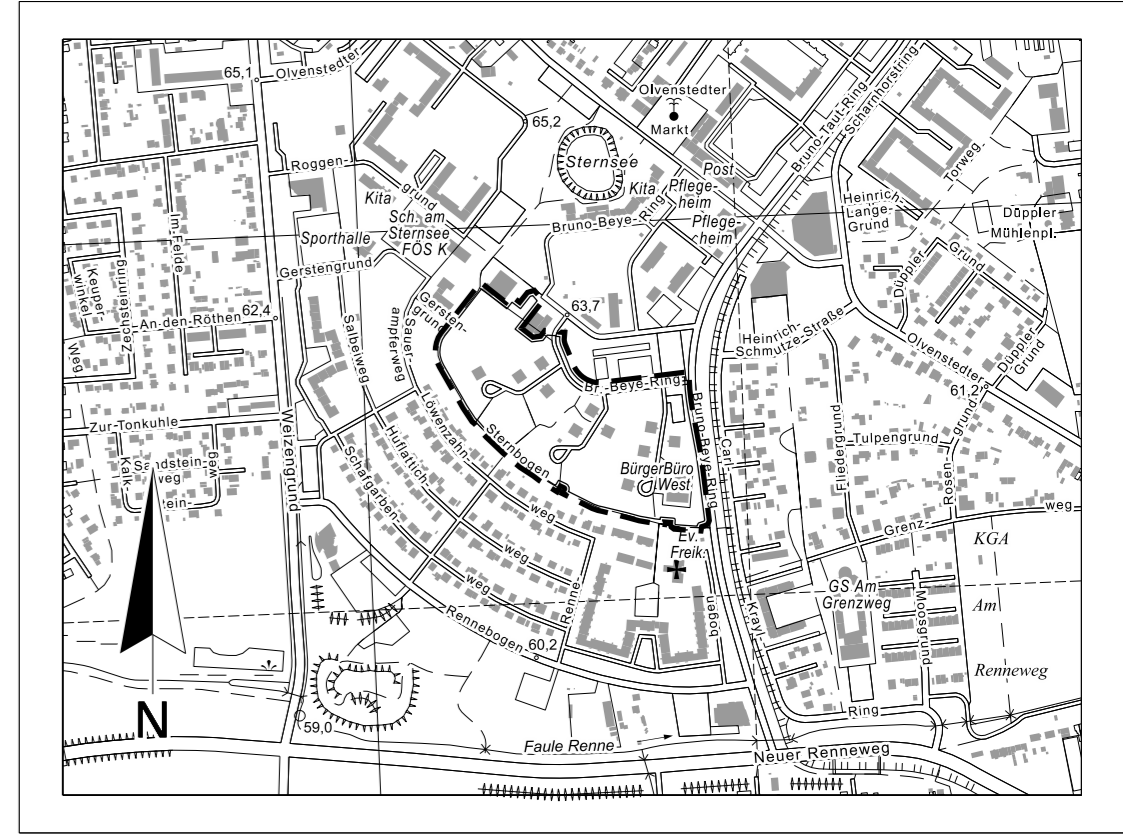 65,1
Olvenstedter
Olvenstedter
Markt
65,2
Sternsee
Bruno-Taut-Ring
Scharnhorstring
Roggen-
grund
Kita
Sch. am
Sternsee
FÖS K
Sporthalle
Gerstengrund
Kita
Post
Pflege-
heim
Pflege-
heim
Bruno-Beye-Ring
Torweg
Heinrich-
Lange-
Grund
Düppler
Mühlenpl.
Düppler
Grund
Im-Felde
Keuper-
winkel
Zechsteinring
An-den-Röthen
62,4
Weg
Gersten-
grund
63,7
Salbeiweg
Sauer-
ampferweg
Heinrich-
Schmutze-Straße
Olvenstedter
Düppler
Grund
61,2
Br.-Beye-Ring
Bruno-Beye-Ring
Zur-Tonkuhle
Weizengrund
Löwenzahn-
weg
Huflattich-
weg
Schafgarben-
weg
Sternbogen
Carl-
Krayl-
Ring
Fliedergrund
Tulpengrund
Rosen-
grund
Sandstein
weg
Kalk-
stein
weg
BürgerBüro
West
Grenz
weg
Ev.
Freik.
KGA
Am
Renneweg
GS Am
Grenzweg
Moosgrund
Renne-
bogen
Rennebogen
60,2
N
59,0
Faule Renne
Neuer Renneweg